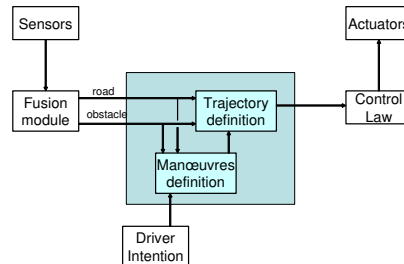 Sensors
Actuators
road
Fusion
module
obstacle
Trajectory
definition
Control
Law
Manœuvres
definition
Driver
Intention